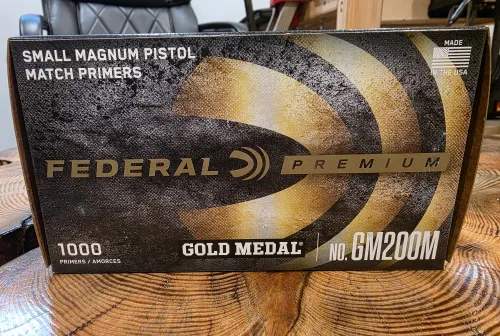 SMALL MAGNUM PISTOL
MATCH PRIMERS
MADE
IN THE USA
FEDERAL PREMIUM
1000
PRIMERS / AMORCES
GOLD MEDAL®
NO. GM200M